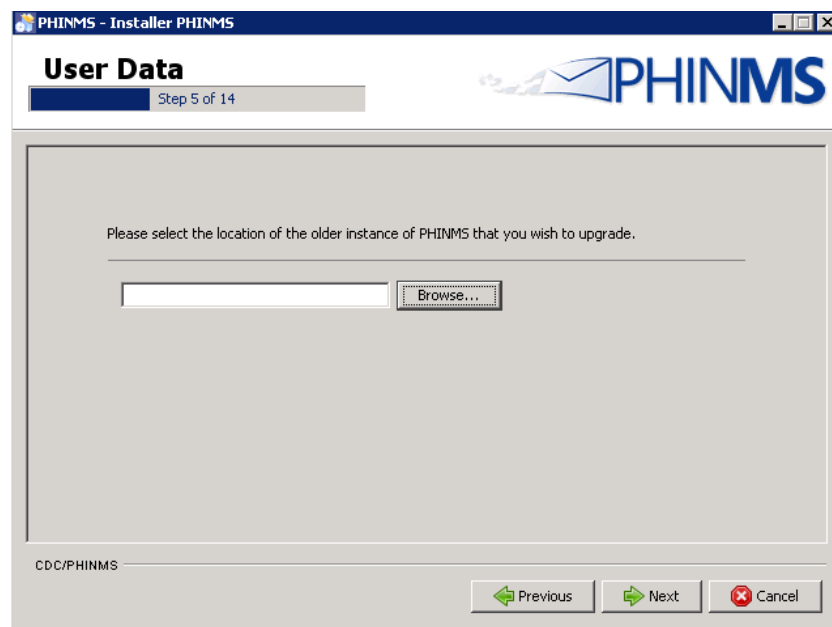 PHINMS - Installer PHINMS
User Data
Step 5 of 14
PHINMS
Please select the location of the older instance of PHINMS that you wish to upgrade.
Browse...
CDC/PHINMS
Previous
Next
Cancel